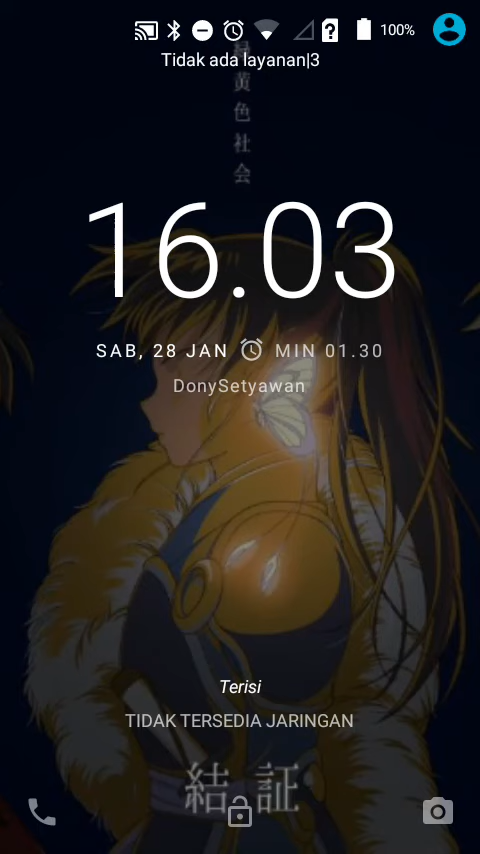 100%
Tidak ada layanan|3
緑
黄
色
社
会
16.03
SAB, 28 JAN MIN 01.30
DonySetyawan
Terisi
TIDAK TERSEDIA JARINGAN
結 証